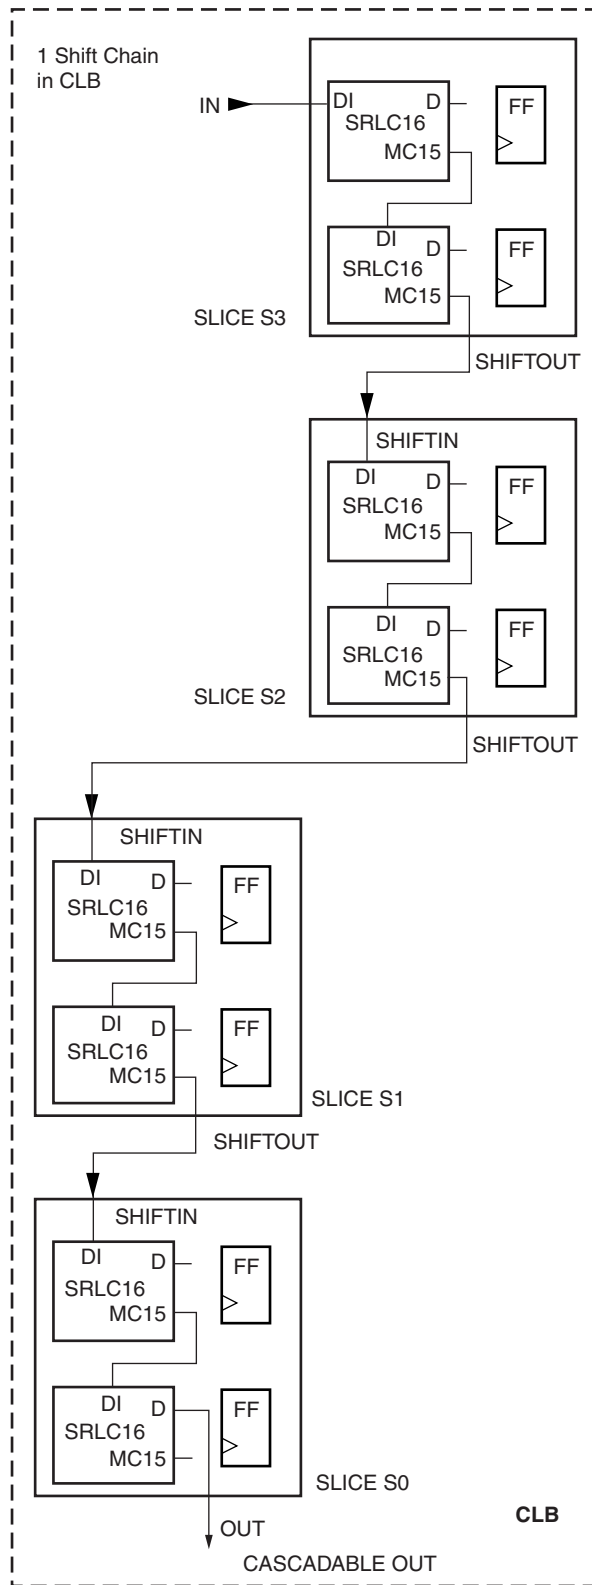 1 Shift Chain
in CLB
IN
DI
D
SRLC16
MC15
FF
DI
D
SRLC16
MC15
FF
SLICE S3
SHIFTOUT
SHIFTIN
DI
D
SRLC16
MC15
FF
DI
D
SRLC16
MC15
FF
SLICE S2
SHIFTOUT
SHIFTIN
DI
D
SRLC16
MC15
FF
DI
D
SRLC16
MC15
FF
SLICE S1
SHIFTOUT
SHIFTIN
DI
D
SRLC16
MC15
FF
DI
D
SRLC16
MC15
FF
SLICE S0
OUT
CLB
CASCADABLE OUT